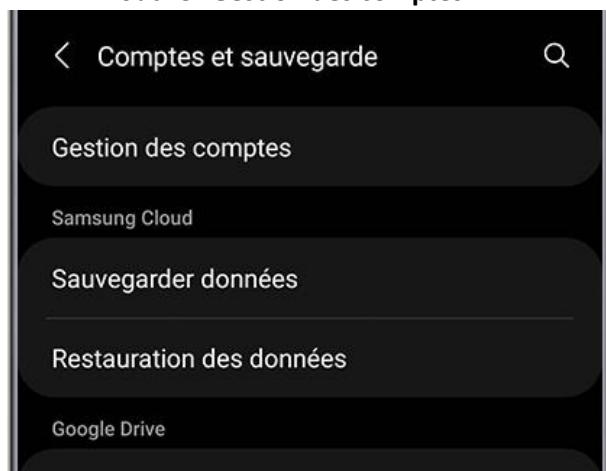 Comptes et sauvegarde
Gestion des comptes
Samsung Cloud
Sauvegarder données
Restauration des données
Google Drive